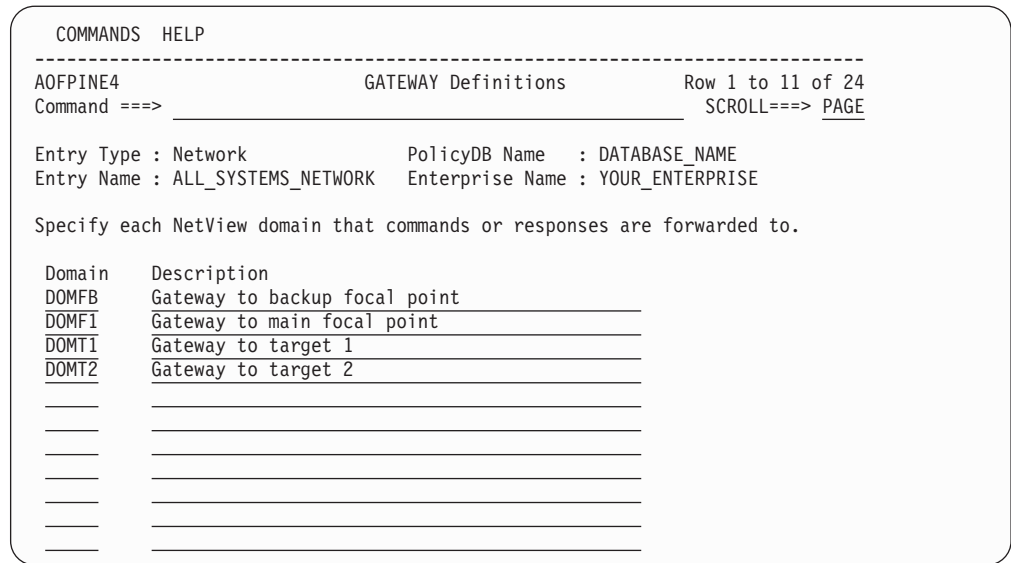 COMMANDS HELP
-------------------------------------------------------------------------------
AOFPINE4 GATEWAY Definitions Row 1 to 11 of 24
Command ===> SCROLL===> PAGE
Entry Type : Network PolicyDB Name : DATABASE_NAME
Entry Name : ALL_SYSTEMS_NETWORK Enterprise Name : YOUR_ENTERPRISE
Specify each NetView domain that commands or responses are forwarded to.
Domain Description
DOMFB Gateway to backup focal point
DOMF1 Gateway to main focal point
DOMT1 Gateway to target 1
DOMT2 Gateway to target 2